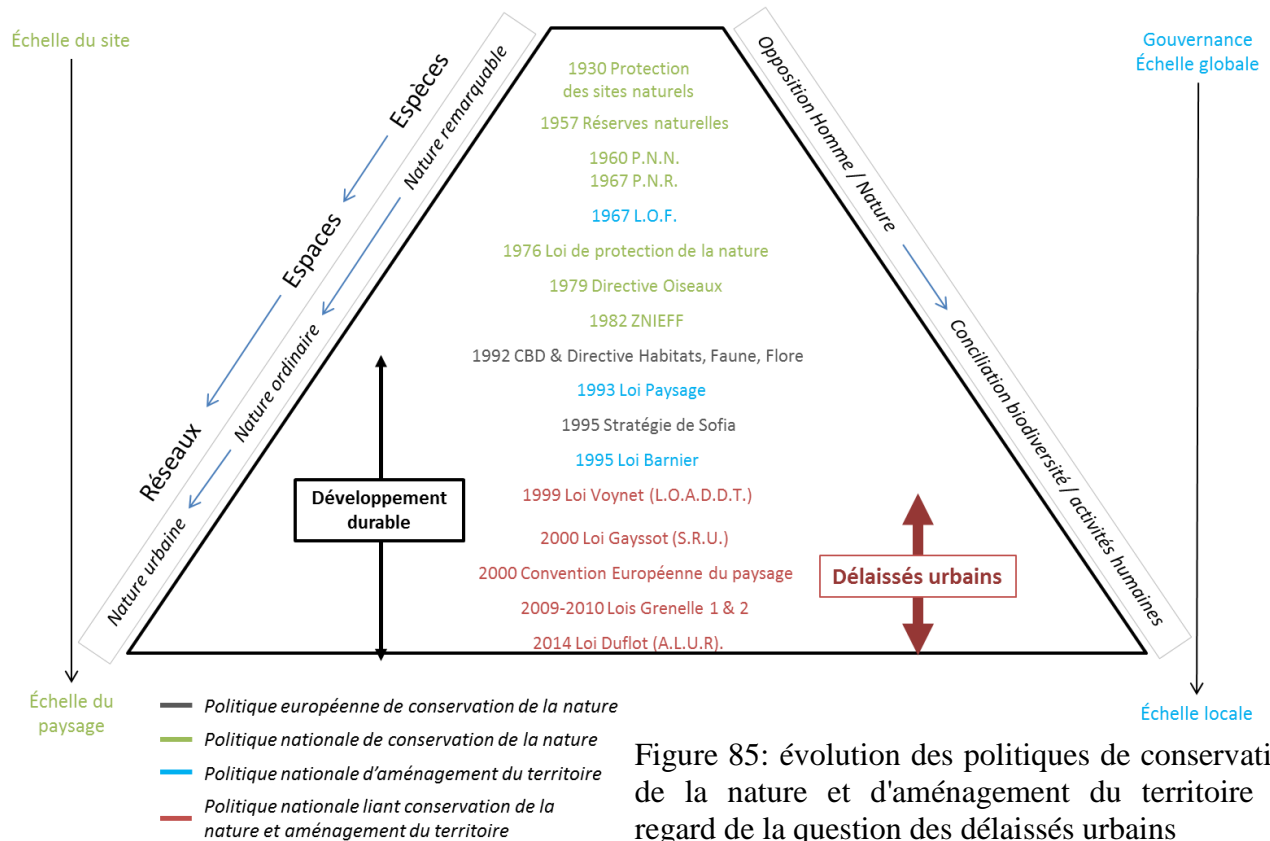 Échelle du site
Espèces
Nature remarquable
Espaces
Nature ordinaire
Réseaux
Nature urbaine
Échelle du
paysage
1930 Protection
des sites naturels
1957 Réserves naturelles
1960 P.N.N.
1967 P.N.R.
1967 L.O.F.
1976 Loi de protection de la nature
1979 Directive Oiseaux
1982 ZNIEFF
1992 CBD & Directive Habitats, Faune, Flore
1993 Loi Paysage
1995 Stratégie de Sofia
1995 Loi Barnier
1999 Loi Voynet (L.O.A.D.D.T.)
2000 Loi Gayssot (S.R.U.)
2000 Convention Européenne du paysage
2009-2010 Lois Grenelle 1 & 2
2014 Loi Duflot (A.L.U.R).
Développement
durable
Délaissés urbains
Opposition Homme / Nature
Conciliation biodiversité / activités humaines
Gouvernance
Échelle globale
Échelle locale
Politique européenne de conservation de la nature
Politique nationale de conservation de la nature
Politique nationale d'aménagement du territoire
Politique nationale liant conservation de la
nature et aménagement du territoire
Figure 85: évolution des politiques de conservati
de la nature et d'aménagement du territoire
regard de la question des délaissés urbains